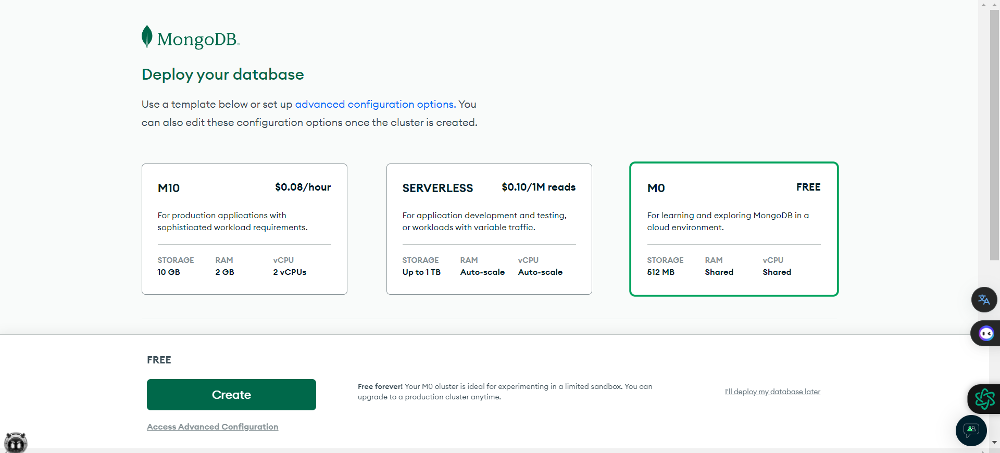 MongoDB.
Deploy your database
Use a template below or set up advanced configuration options. You
can also edit these configuration options once the cluster is created.
M10 $0.08/hour
For production applications with
sophisticated workload requirements.
STORAGE RAM vCPU
10 GB 2 GB 2 vCPUs
SERVERLESS $0.10/1M reads
For application development and testing,
or workloads with variable traffic.
STORAGE RAM vCPU
Up to 1 TB Auto-scale Auto-scale
M0 FREE
For learning and exploring MongoDB in a
cloud environment.
STORAGE RAM vCPU
512 MB Shared Shared
FREE
Create
Access Advanced Configuration
Free forever! Your M0 cluster is ideal for experimenting in a limited sandbox. You can
upgrade to a production cluster anytime.
I'll deploy my database later